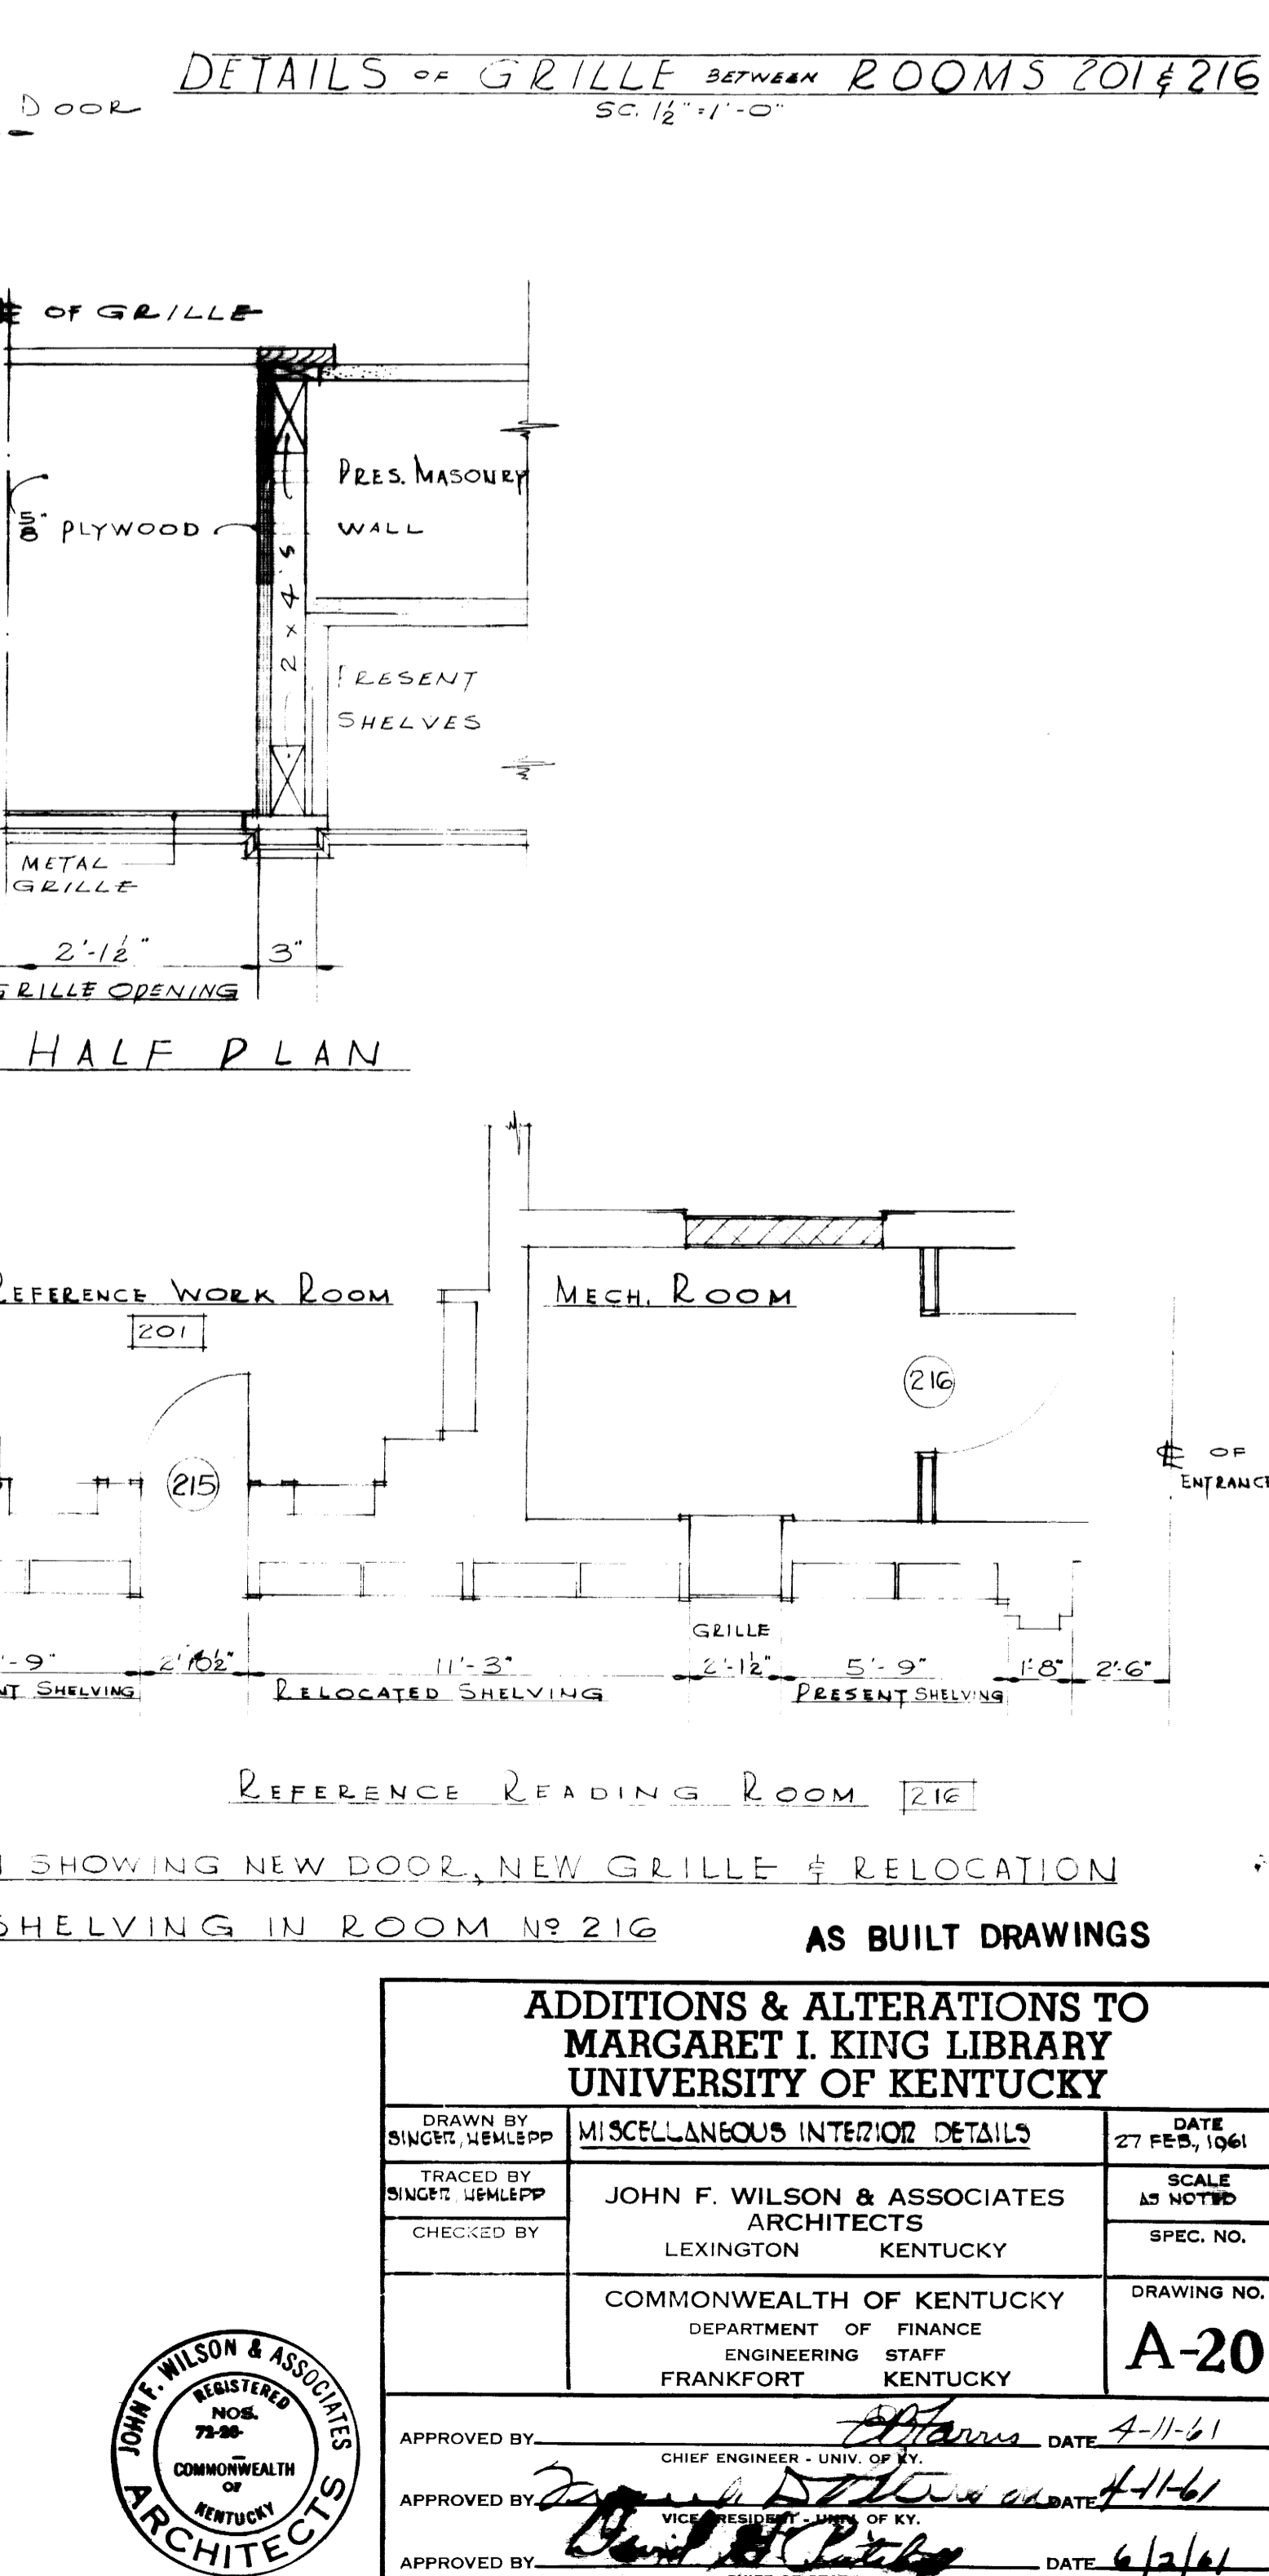 DETAILS OF GRILLE BETWEEN ROOMS 201 & 216
SC. 1½"=1'-0"
DOOR
℄ OF GRILLE
PRES. MASONRY
WALL
⅝" PLYWOOD
2 x 4's
PRESENT
SHELVES
METAL
GRILLE
2'-1½" 3"
GRILLE OPENING
HALF PLAN
REFERENCE WORK ROOM
201
MECH. ROOM
216
215
℄ OF
ENTRANCE
GRILLE
'-9" 11'-3" 2'-1½" 5'-9" 1'-8" 2'-6"
NT SHELVING RELOCATED SHELVING PRESENT SHELVING
REFERENCE READING ROOM 216
N SHOWING NEW DOOR, NEW GRILLE & RELOCATION
SHELVING IN ROOM Nº 216
AS BUILT DRAWINGS
ADDITIONS & ALTERATIONS TO
MARGARET I. KING LIBRARY
UNIVERSITY OF KENTUCKY
DRAWN BY
SINGER, HEMLEPP
MISCELLANEOUS INTERIOR DETAILS
DATE
27 FEB., 1961
TRACED BY
SINGER, HEMLEPP
JOHN F. WILSON & ASSOCIATES
ARCHITECTS
LEXINGTON KENTUCKY
SCALE
AS NOTED
CHECKED BY
SPEC. NO.
COMMONWEALTH OF KENTUCKY
DEPARTMENT OF FINANCE
ENGINEERING STAFF
FRANKFORT KENTUCKY
DRAWING NO.
A-20
JOHN F. WILSON & ASSOCIATES
ARCHITECTS
REGISTERED
NOS.
72-26-
COMMONWEALTH
OF
KENTUCKY
APPROVED BY DATE 4-11-61
CHIEF ENGINEER - UNIV. OF KY.
APPROVED BY DATE 4-11-61
VICE PRESIDENT - UNIV. OF KY.
APPROVED BY DATE 6/2/61